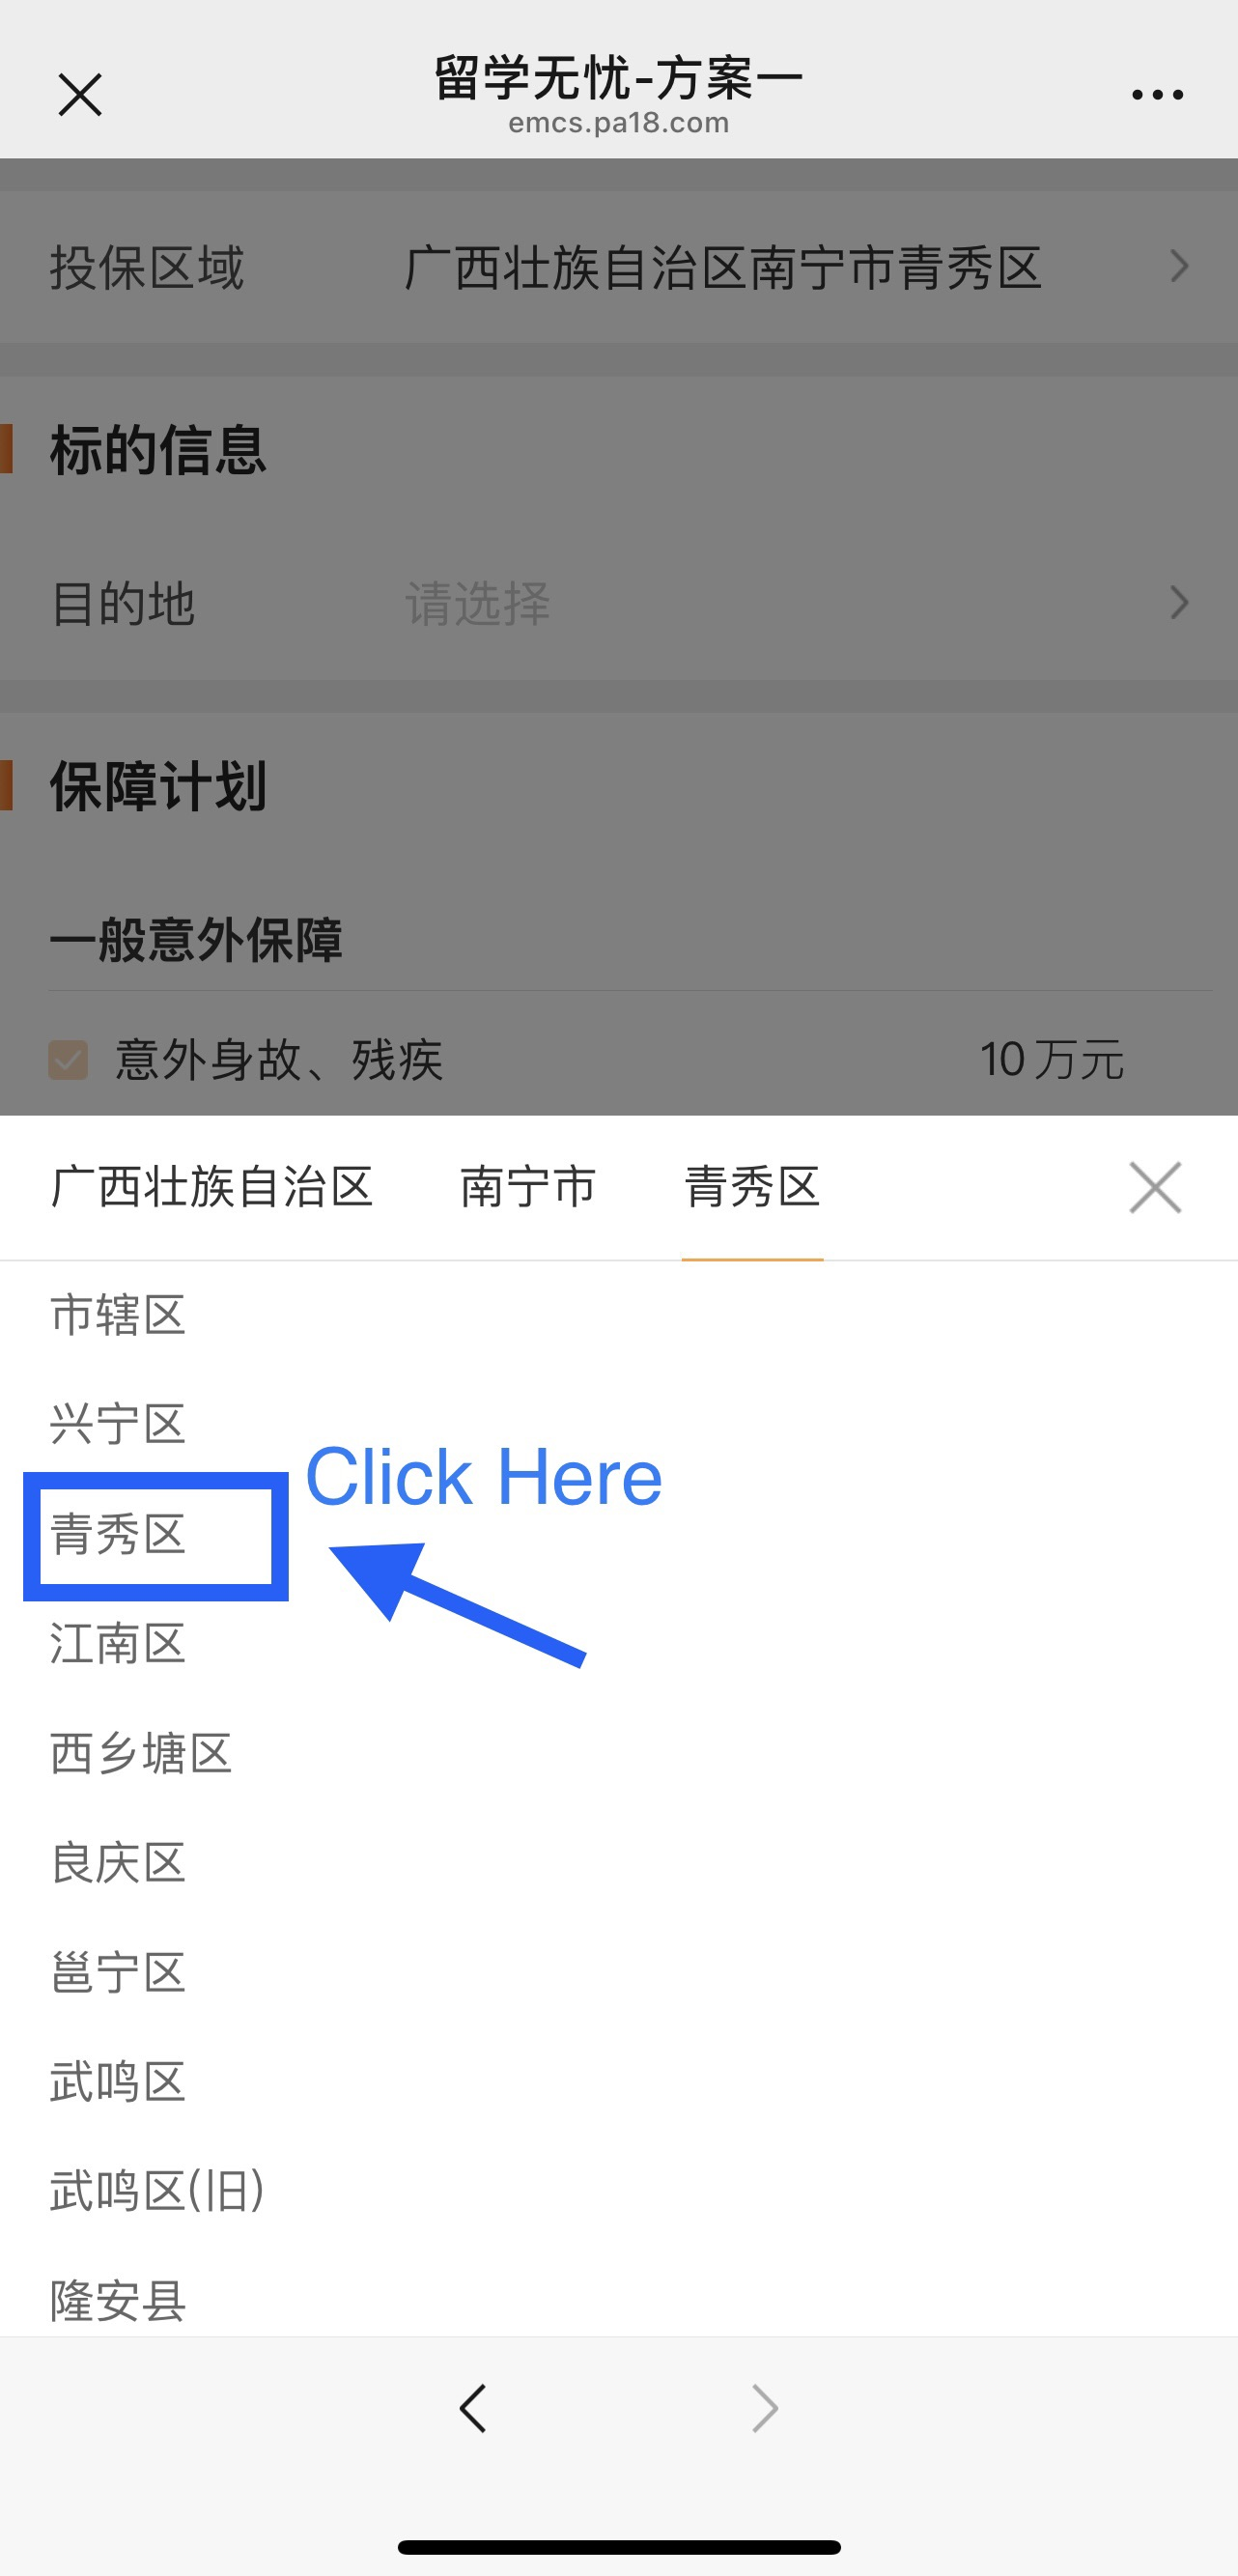 留学无忧-方案一
emcs.pa18.com
投保区域 广西壮族自治区南宁市青秀区
标的信息
目的地 请选择
保障计划
一般意外保障
意外身故、残疾 10万元
广西壮族自治区 南宁市 青秀区
市辖区
兴宁区
Click Here
青秀区
江南区
西乡塘区
良庆区
邕宁区
武鸣区
武鸣区(旧)
隆安县